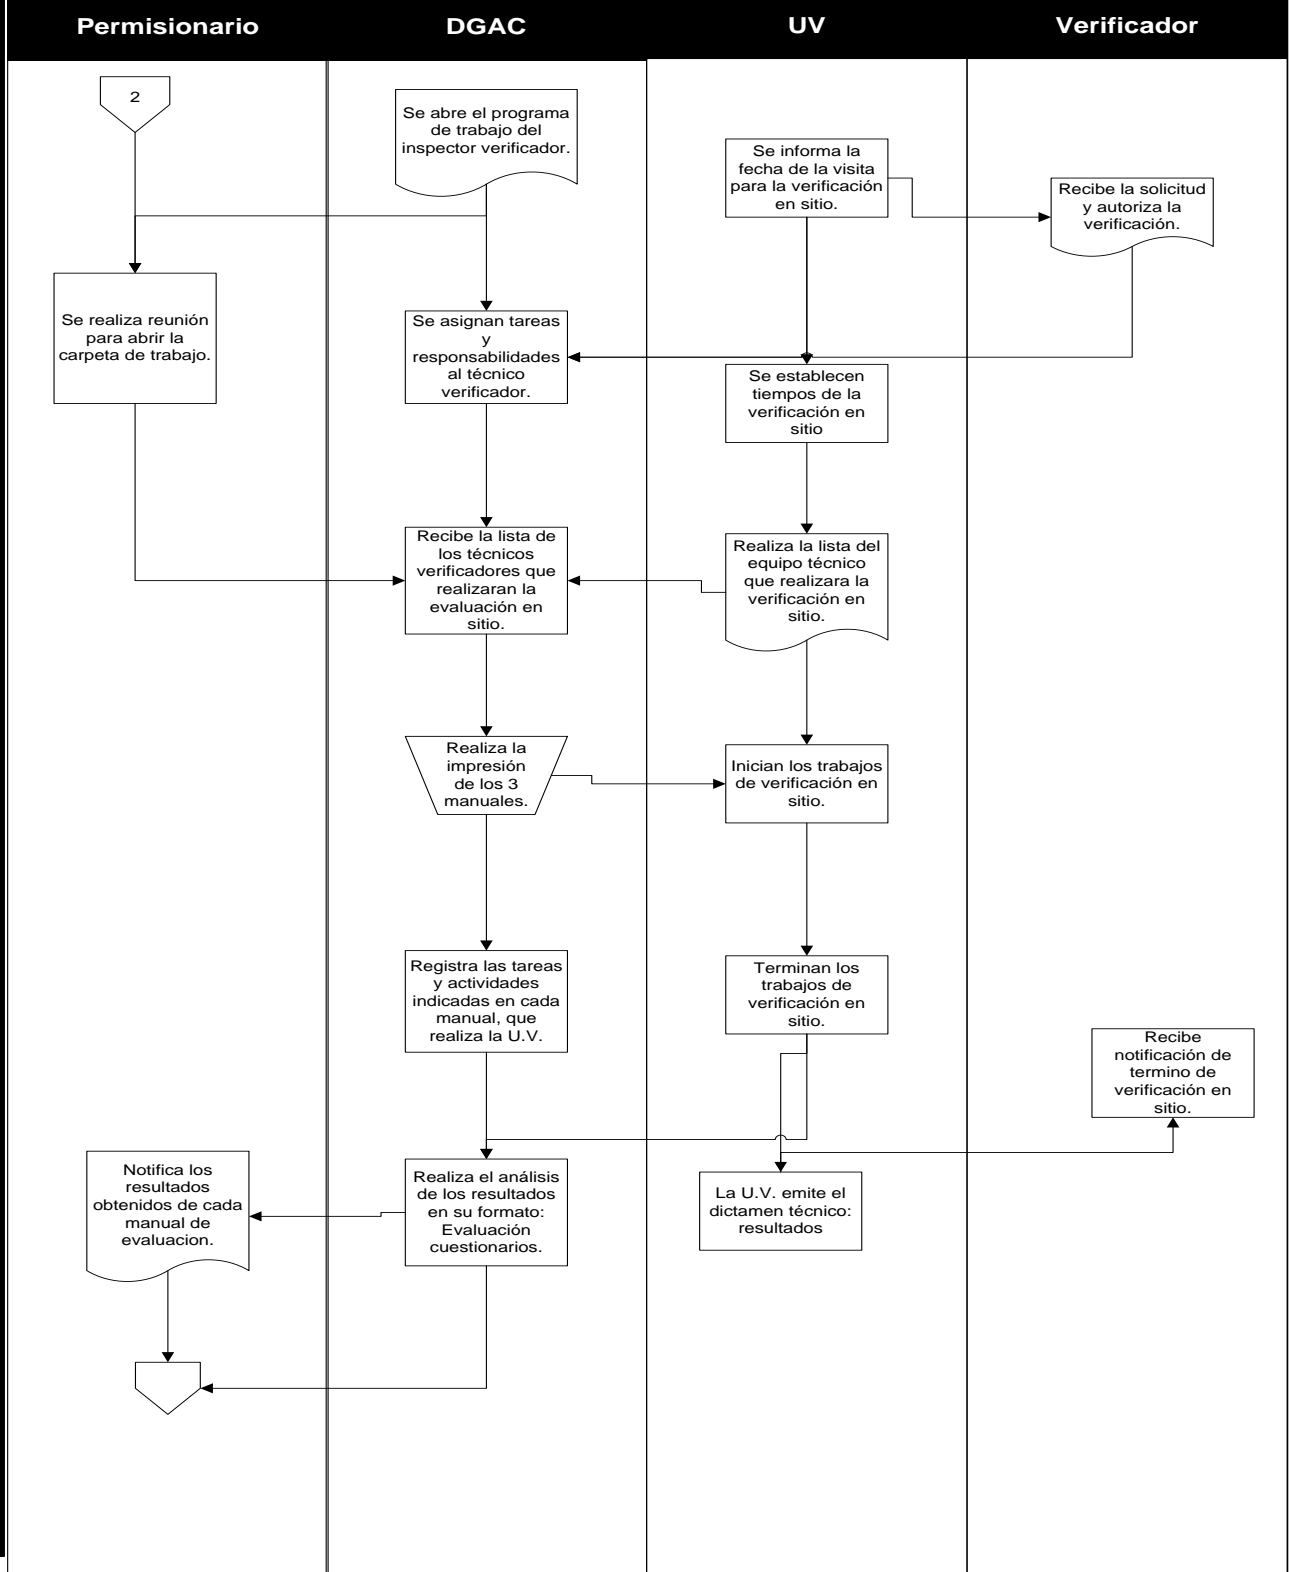 Permisionario
DGAC
UV
Verificador
2
Se abre el programa
de trabajo del
inspector verificador.
Se informa la
fecha de la visita
para la verificación
en sitio.
Recibe la solicitud
y autoriza la
verificación.
Se realiza reunión
para abrir la
carpeta de trabajo.
Se asignan tareas
y
responsabilidades
al técnico
verificador.
Se establecen
tiempos de la
verificación en
sitio
Recibe la lista de
los técnicos
verificadores que
realizaran la
evaluación en
sitio.
Realiza la lista del
equipo técnico
que realizara la
verificación en
sitio.
Realiza la
impresión
de los 3
manuales.
Inician los trabajos
de verificación en
sitio.
Registra las tareas
y actividades
indicadas en cada
manual, que
realiza la U.V.
Terminan los
trabajos de
verificación en
sitio.
Recibe
notificación de
termino de
verificación en
sitio.
Notifica los
resultados
obtenidos de cada
manual de
evaluacion.
Realiza el análisis
de los resultados
en su formato:
Evaluación
cuestionarios.
La U.V. emite el
dictamen técnico:
resultados